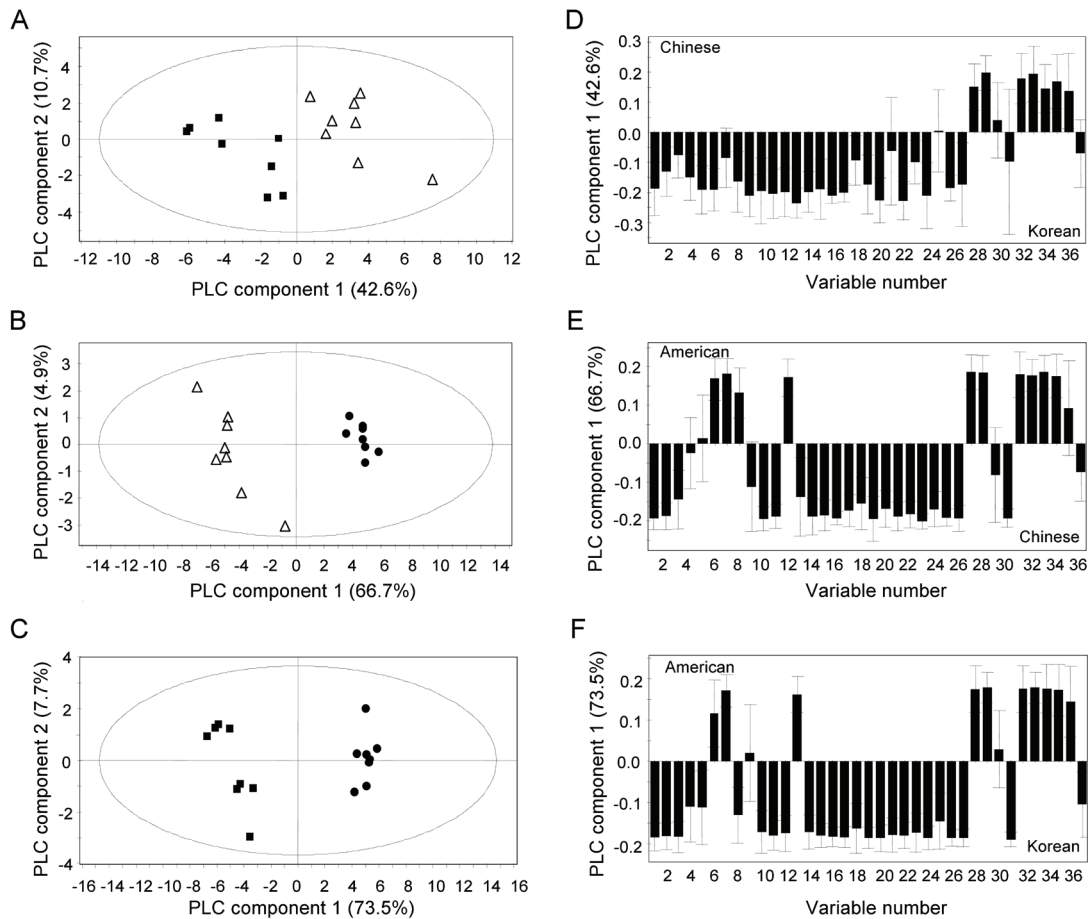 A
PLC component 2 (10.7%)
4
2
0
-2
-4
-12 -10 -8 -6 -4 -2 0 2 4 6 8 10 12
PLC component 1 (42.6%)
D
PLC component 1 (42.6%)
0.3
0.2
0.1
0.0
-0.1
-0.2
-0.3
Chinese
Korean
2 4 6 8 10 12 14 16 18 20 22 24 26 28 30 32 34 36
Variable number
B
PLC component 2 (4.9%)
3
2
1
0
-1
-2
-3
-14 -12 -10 -8 -6 -4 -2 0 2 4 6 8 10 12 14
PLC component 1 (66.7%)
E
PLC component 1 (66.7%)
0.2
0.1
0.0
-0.1
-0.2
American
Chinese
2 4 6 8 10 12 14 16 18 20 22 24 26 28 30 32 34 36
Variable number
C
PLC component 2 (7.7%)
4
2
0
-2
-4
-16 -14 -12 -10 -8 -6 -4 -2 0 2 4 6 8 10 12 14 16
PLC component 1 (73.5%)
F
PLC component 1 (73.5%)
0.2
0.1
0.0
-0.1
-0.2
American
Korean
2 4 6 8 10 12 14 16 18 20 22 24 26 28 30 32 34 36
Variable number